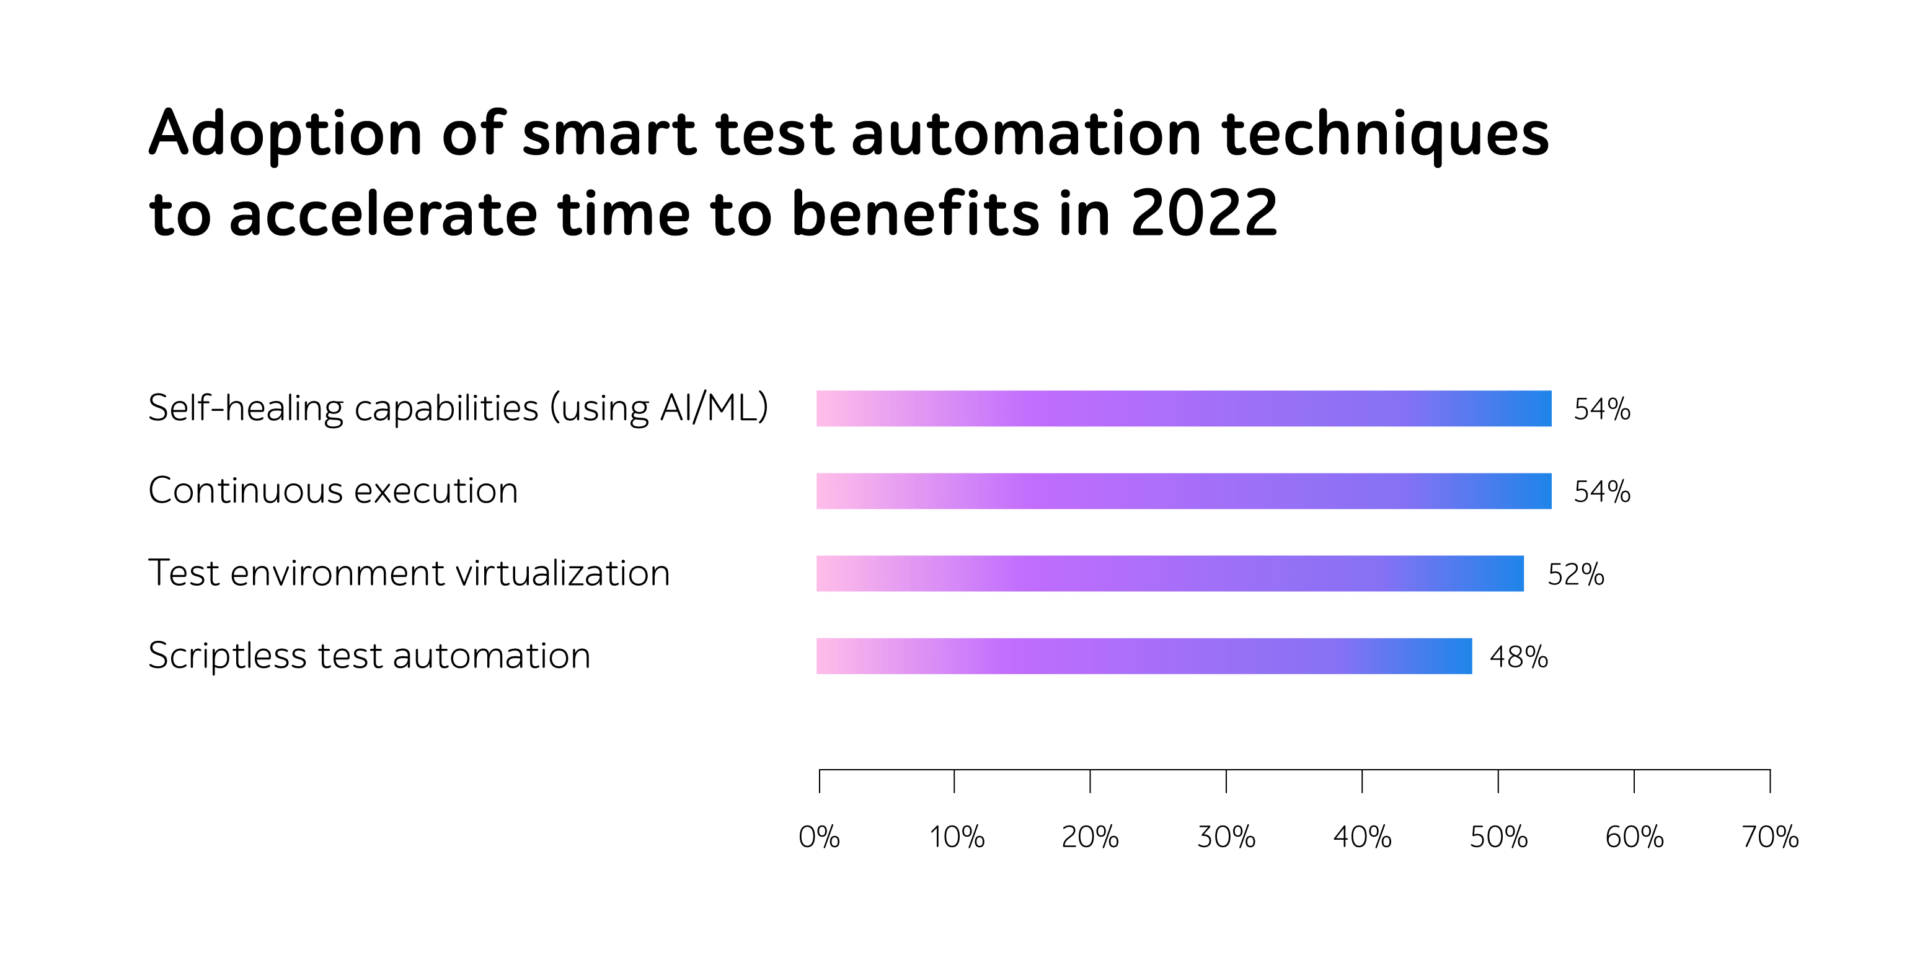 Adoption of smart test automation techniques
to accelerate time to benefits in 2022
Self-healing capabilities (using AI/ML) 54%
Continuous execution 54%
Test environment virtualization 52%
Scriptless test automation 48%
0% 10% 20% 30% 40% 50% 60% 70%